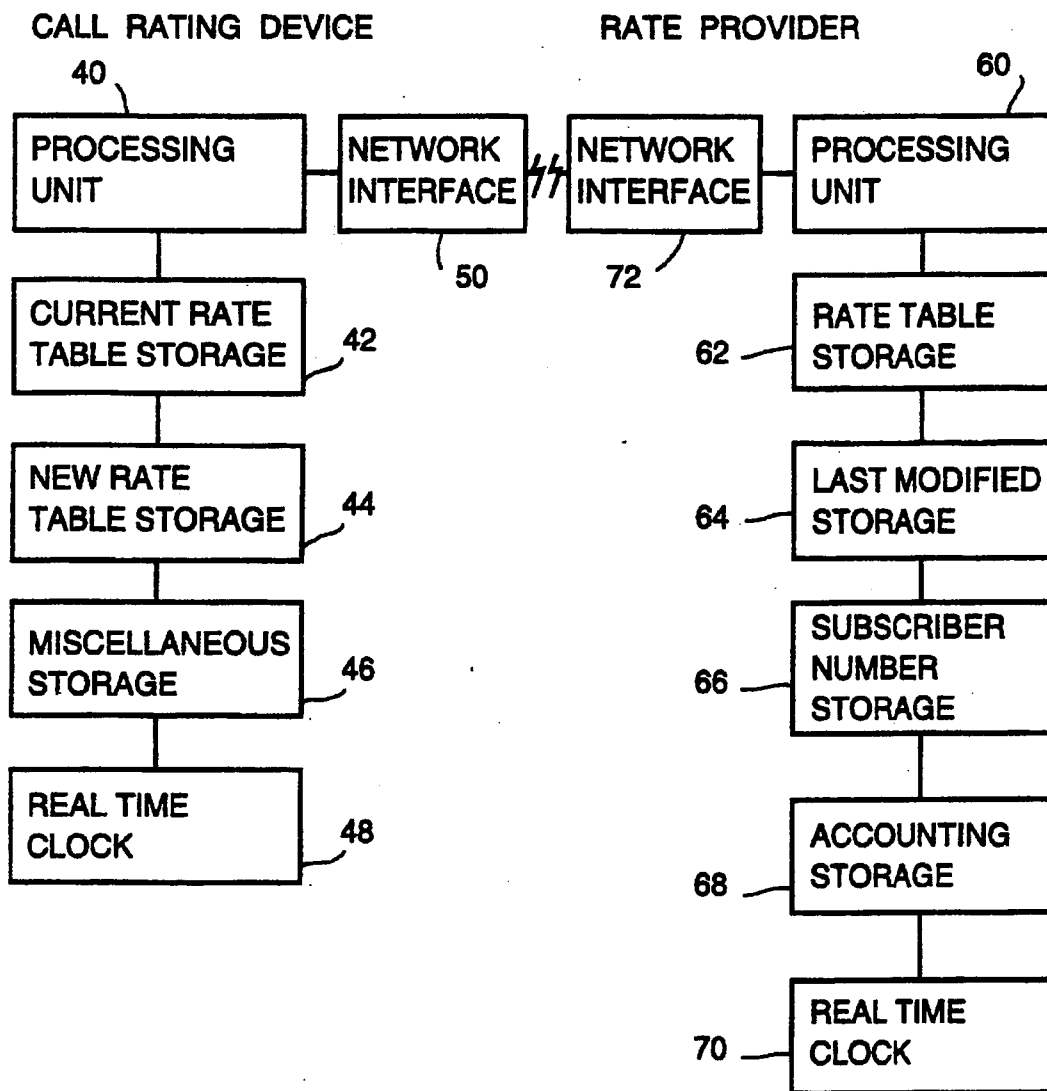 CALL RATING DEVICE
RATE PROVIDER
40
60
PROCESSING
UNIT
NETWORK
INTERFACE
NETWORK
INTERFACE
PROCESSING
UNIT
50
72
CURRENT RATE
TABLE STORAGE
42
RATE TABLE
STORAGE
62
NEW RATE
TABLE STORAGE
44
LAST MODIFIED
STORAGE
64
MISCELLANEOUS
STORAGE
46
SUBSCRIBER
NUMBER
STORAGE
66
REAL TIME
CLOCK
48
ACCOUNTING
STORAGE
68
REAL TIME
CLOCK
70